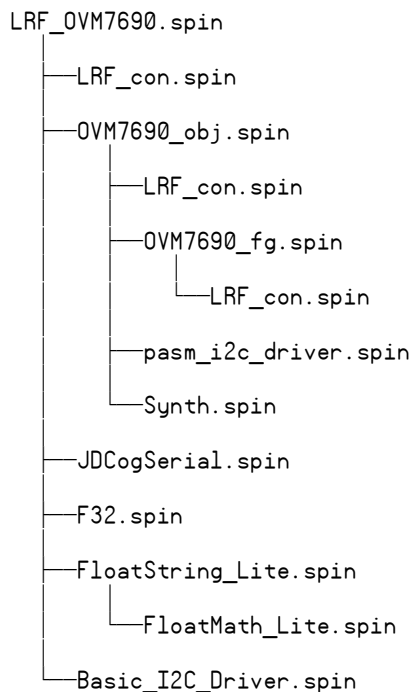 LRF_OVM7690.spin
LRF_con.spin
OVM7690_obj.spin
LRF_con.spin
OVM7690_fg.spin
LRF_con.spin
pasm_i2c_driver.spin
Synth.spin
JDCogSerial.spin
F32.spin
FloatString_Lite.spin
FloatMath_Lite.spin
Basic_I2C_Driver.spin